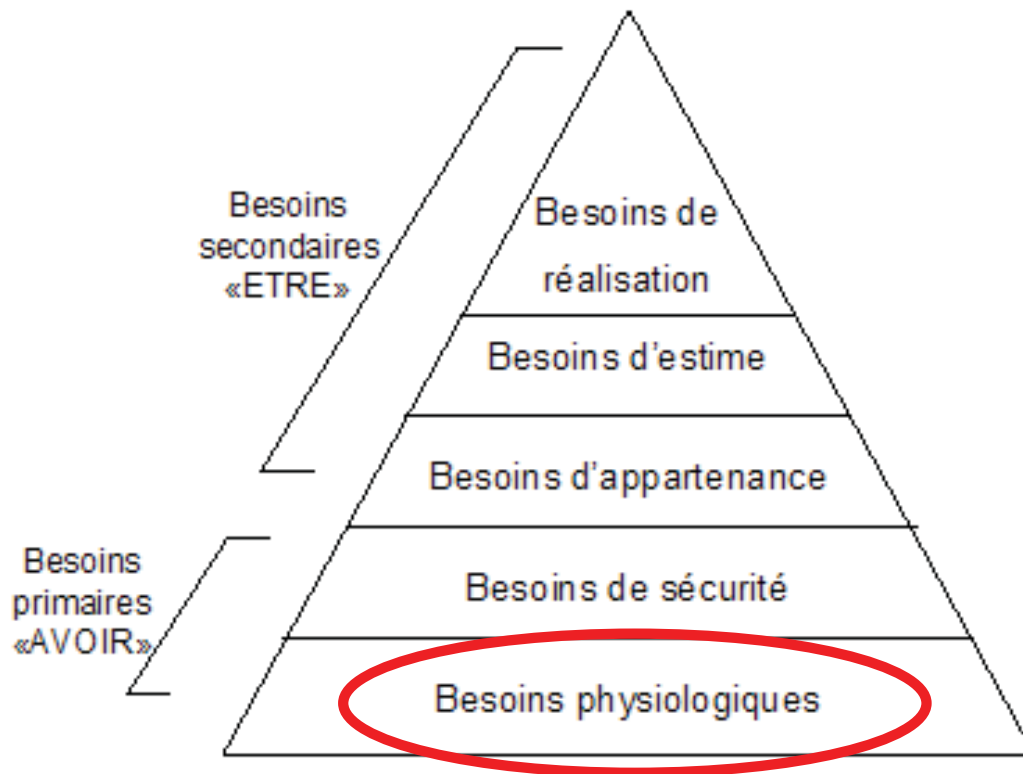 Besoins
secondaires
«ETRE»
Besoins de
réalisation
Besoins d'estime
Besoins d'appartenance
Besoins
primaires
«AVOIR»
Besoins de sécurité
Besoins physiologiques